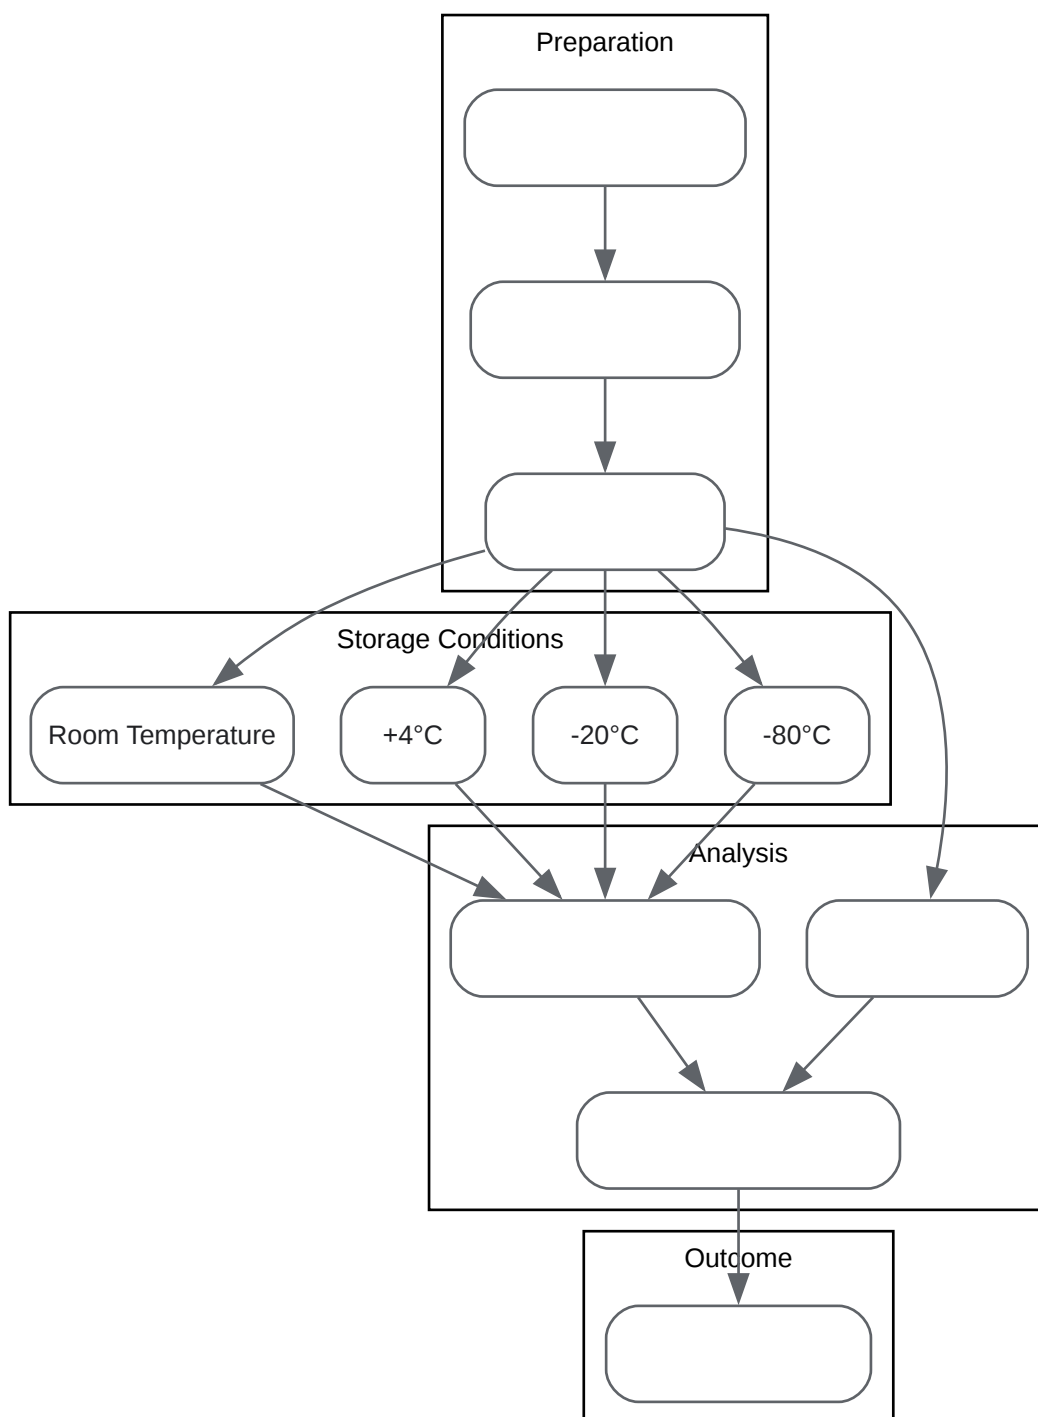 Preparation
Storage Conditions
Room Temperature
+4°C
-20°C
-80°C
Analysis
Outcome